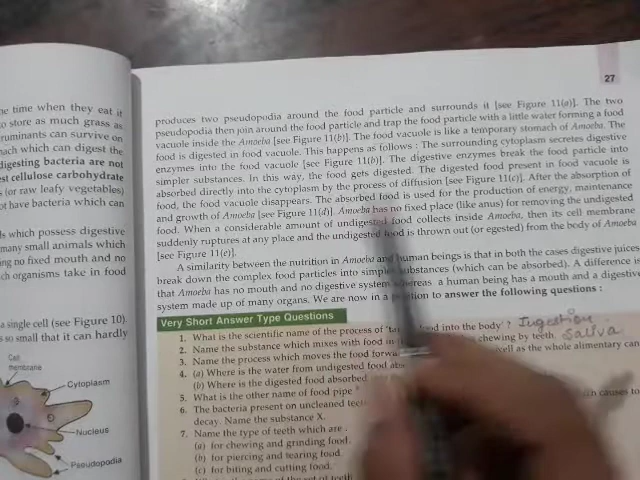 ne time when they eat it
to store as much grass as
ruminants can survive on
nach which can digest the
digesting bacteria are not
est cellulose carbohydrate
s (or raw leafy vegetables)
ot have bacteria which can
ls which possess digestive
many small animals which
ing no fixed mouth and no
ch organisms take in food
a single cell (see Figure 10).
s so small that it can hardly
Cell
membrane
Cytoplasm
Nucleus
Pseudopodia
27
produces two pseudopodia around the food particle and surrounds it [see Figure 11(a)]. The two
pseudopodia then join around the food particle and trap the food particle with a little water forming a food
vacuole inside the Amoeba [see Figure 11(b)]. The food vacuole is like a temporary stomach of Amoeba. The
food is digested in food vacuole. This happens as follows : The surrounding cytoplasm secretes digestive
enzymes into the food vacuole [see Figure 11(b)]. The digestive enzymes break the food particle into
simpler substances. In this way, the food gets digested. The digested food present in food vacuole is
absorbed directly into the cytoplasm by the process of diffusion [see Figure 11(c)]. After the absorption of
food, the food vacuole disappears. The absorbed food is used for the production of energy, maintenance
and growth of Amoeba [see Figure 11(d)]. Amoeba has no fixed place (like anus) for removing the undigested
food. When a considerable amount of undigested food collects inside Amoeba, then its cell membrane
suddenly ruptures at any place and the undigested food is thrown out (or egested) from the body of Amoeba
[see Figure 11(e)].
A similarity between the nutrition in Amoeba and human beings is that in both the cases digestive juices
break down the complex food particles into simpler substances (which can be absorbed). A difference is
that Amoeba has no mouth and no digestive system whereas a human being has a mouth and a digestive
system made up of many organs. We are now in a position to answer the following questions :
Very Short Answer Type Questions
1. What is the scientific name of the process of 'ta food into the body' ? Ingestion
2. Name the substance which mixes with food in chewing by teeth. Saliva
3. Name the process which moves the food forwa well as the whole alimentary can
4. (a) Where is the water from undigested food abs
(b) Where is the digested food absorbed
5. What is the other name of food pipe
6. The bacteria present on uncleaned teet causes to
decay. Name the substance X.
7. Name the type of teeth which are
(a) for chewing and grinding food.
(b) for piercing and tearing food.
(c) for biting and cutting food.